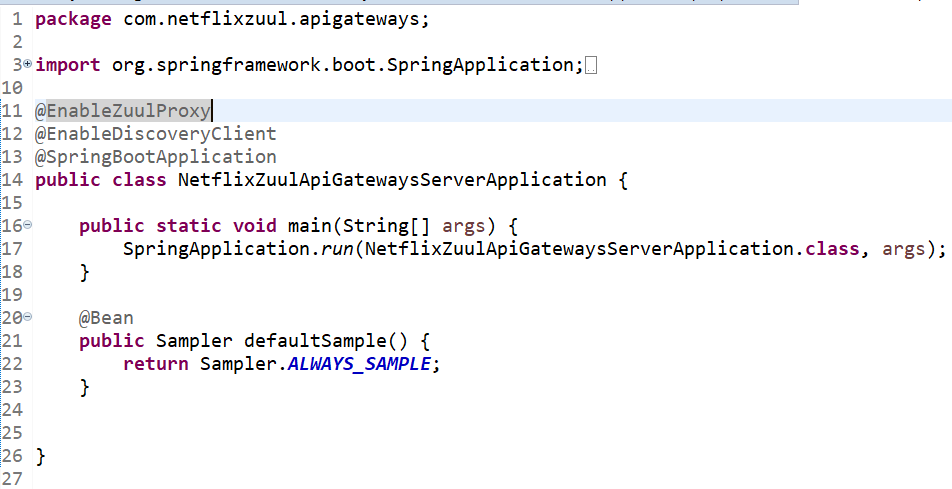 1 package com.netflixzuul.apigateways;
2
3 import org.springframework.boot.SpringApplication;
10
11 @EnableZuulProxy
12 @EnableDiscoveryClient
13 @SpringBootApplication
14 public class NetflixZuulApiGatewaysServerApplication {
15
16 public static void main(String[] args) {
17 SpringApplication.run(NetflixZuulApiGatewaysServerApplication.class, args);
18 }
19
20 @Bean
21 public Sampler defaultSample() {
22 return Sampler.ALWAYS_SAMPLE;
23 }
24
25
26 }
27